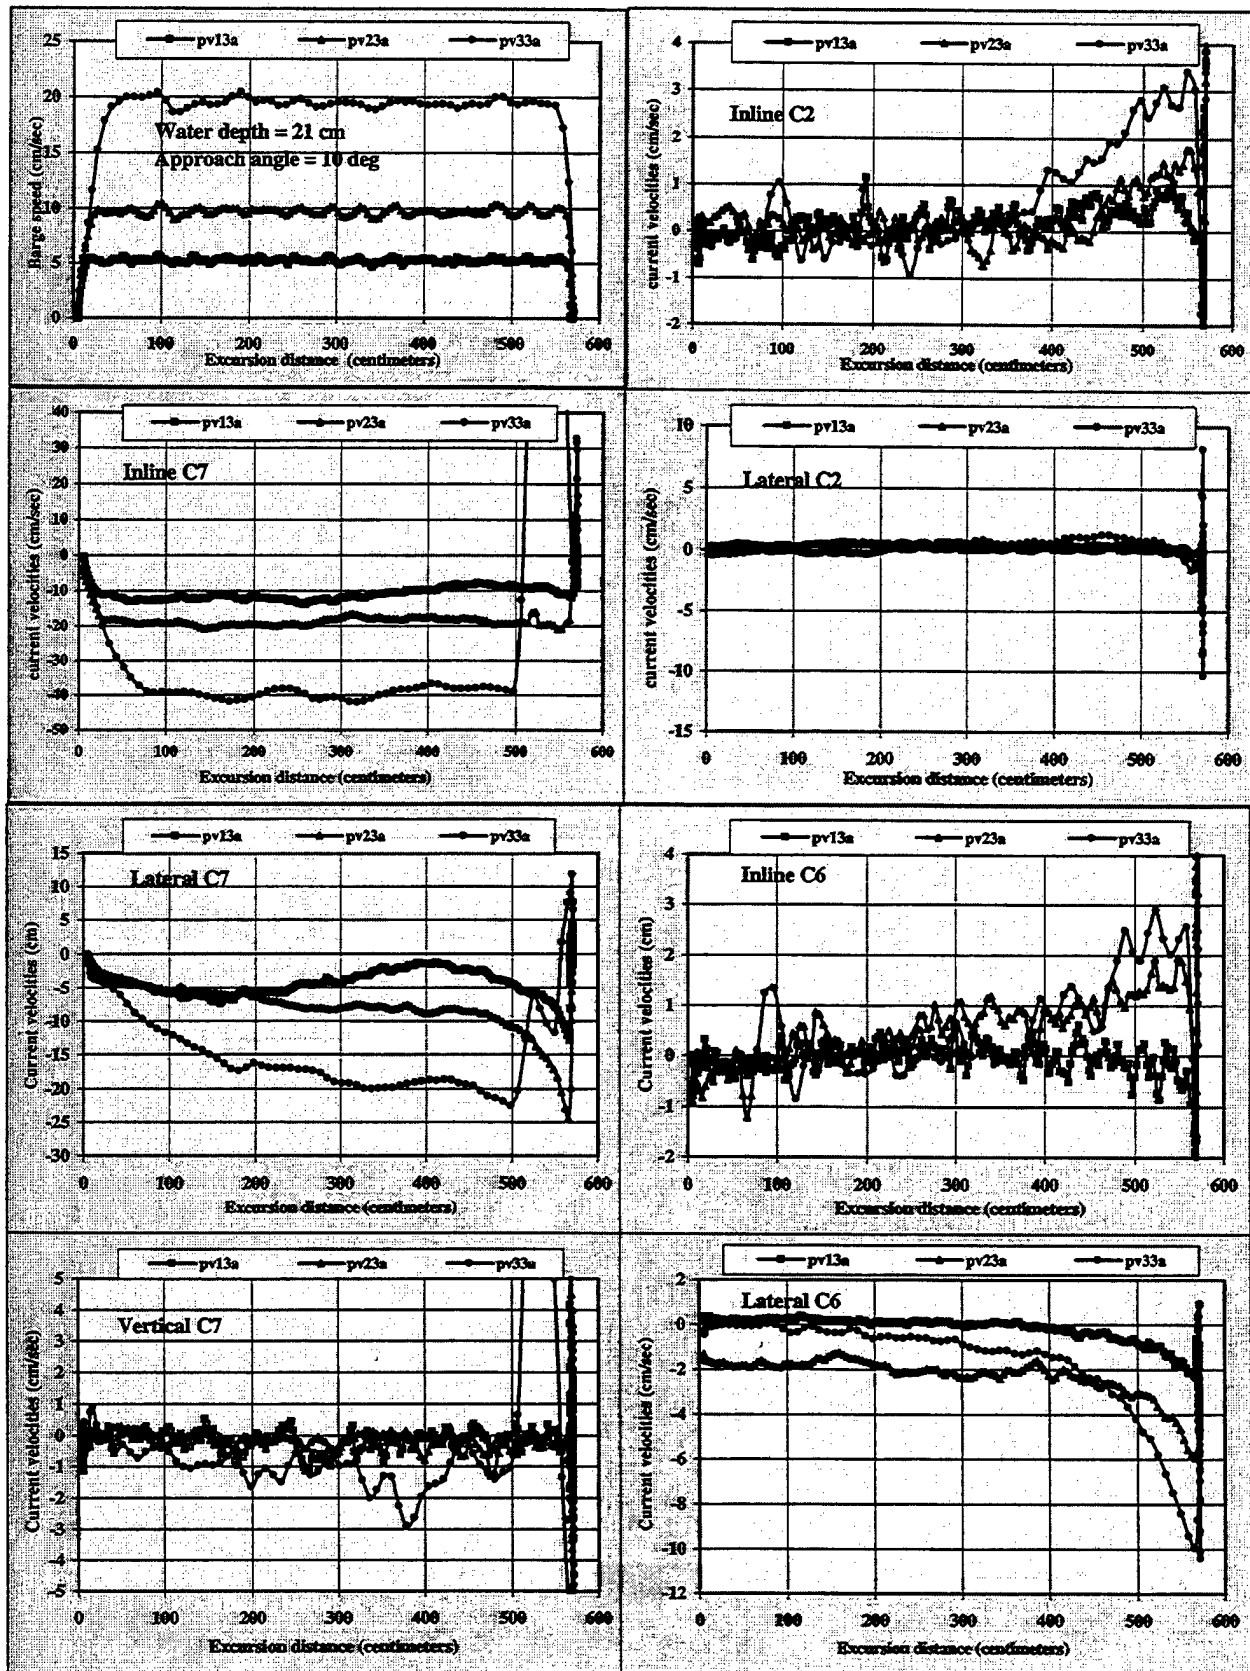 pv13a pv23a pv33a
25
20
15
10
5
0
Barge speed (cm/sec)
Water depth = 21 cm
Approach angle = 10 deg
0 100 200 300 400 500 600
Excursion distance (centimeters)
pv13a pv23a pv33a
4
3
2
1
0
-1
-2
current velocities (cm/sec)
Inline C2
0 100 200 300 400 500 600
Excursion distance (centimeters)
pv13a pv23a pv33a
40
30
20
10
0
-10
-20
-30
-40
-50
current velocities (cm/sec)
Inline C7
0 100 200 300 400 500 600
Excursion distance (centimeters)
pv13a pv23a pv33a
10
5
0
-5
-10
-15
current velocities (cm/sec)
Lateral C2
0 100 200 300 400 500 600
Excursion distance (centimeters)
pv13a pv23a pv33a
15
10
5
0
-5
-10
-15
-20
-25
-30
Current velocities (cm)
Lateral C7
0 100 200 300 400 500 600
Excursion distance (centimeters)
pv13a pv23a pv33a
4
3
2
1
0
-1
-2
Current velocities (cm)
Inline C6
0 100 200 300 400 500 600
Excursion distance (centimeters)
pv13a pv23a pv33a
5
4
3
2
1
0
-1
-2
-3
-4
-5
Current velocities (cm/sec)
Vertical C7
0 100 200 300 400 500 600
Excursion distance (centimeters)
pv13a pv23a pv33a
2
0
-2
-4
-6
-8
-10
-12
Current velocities (cm/sec)
Lateral C6
0 100 200 300 400 500 600
Excursion distance (centimeters)